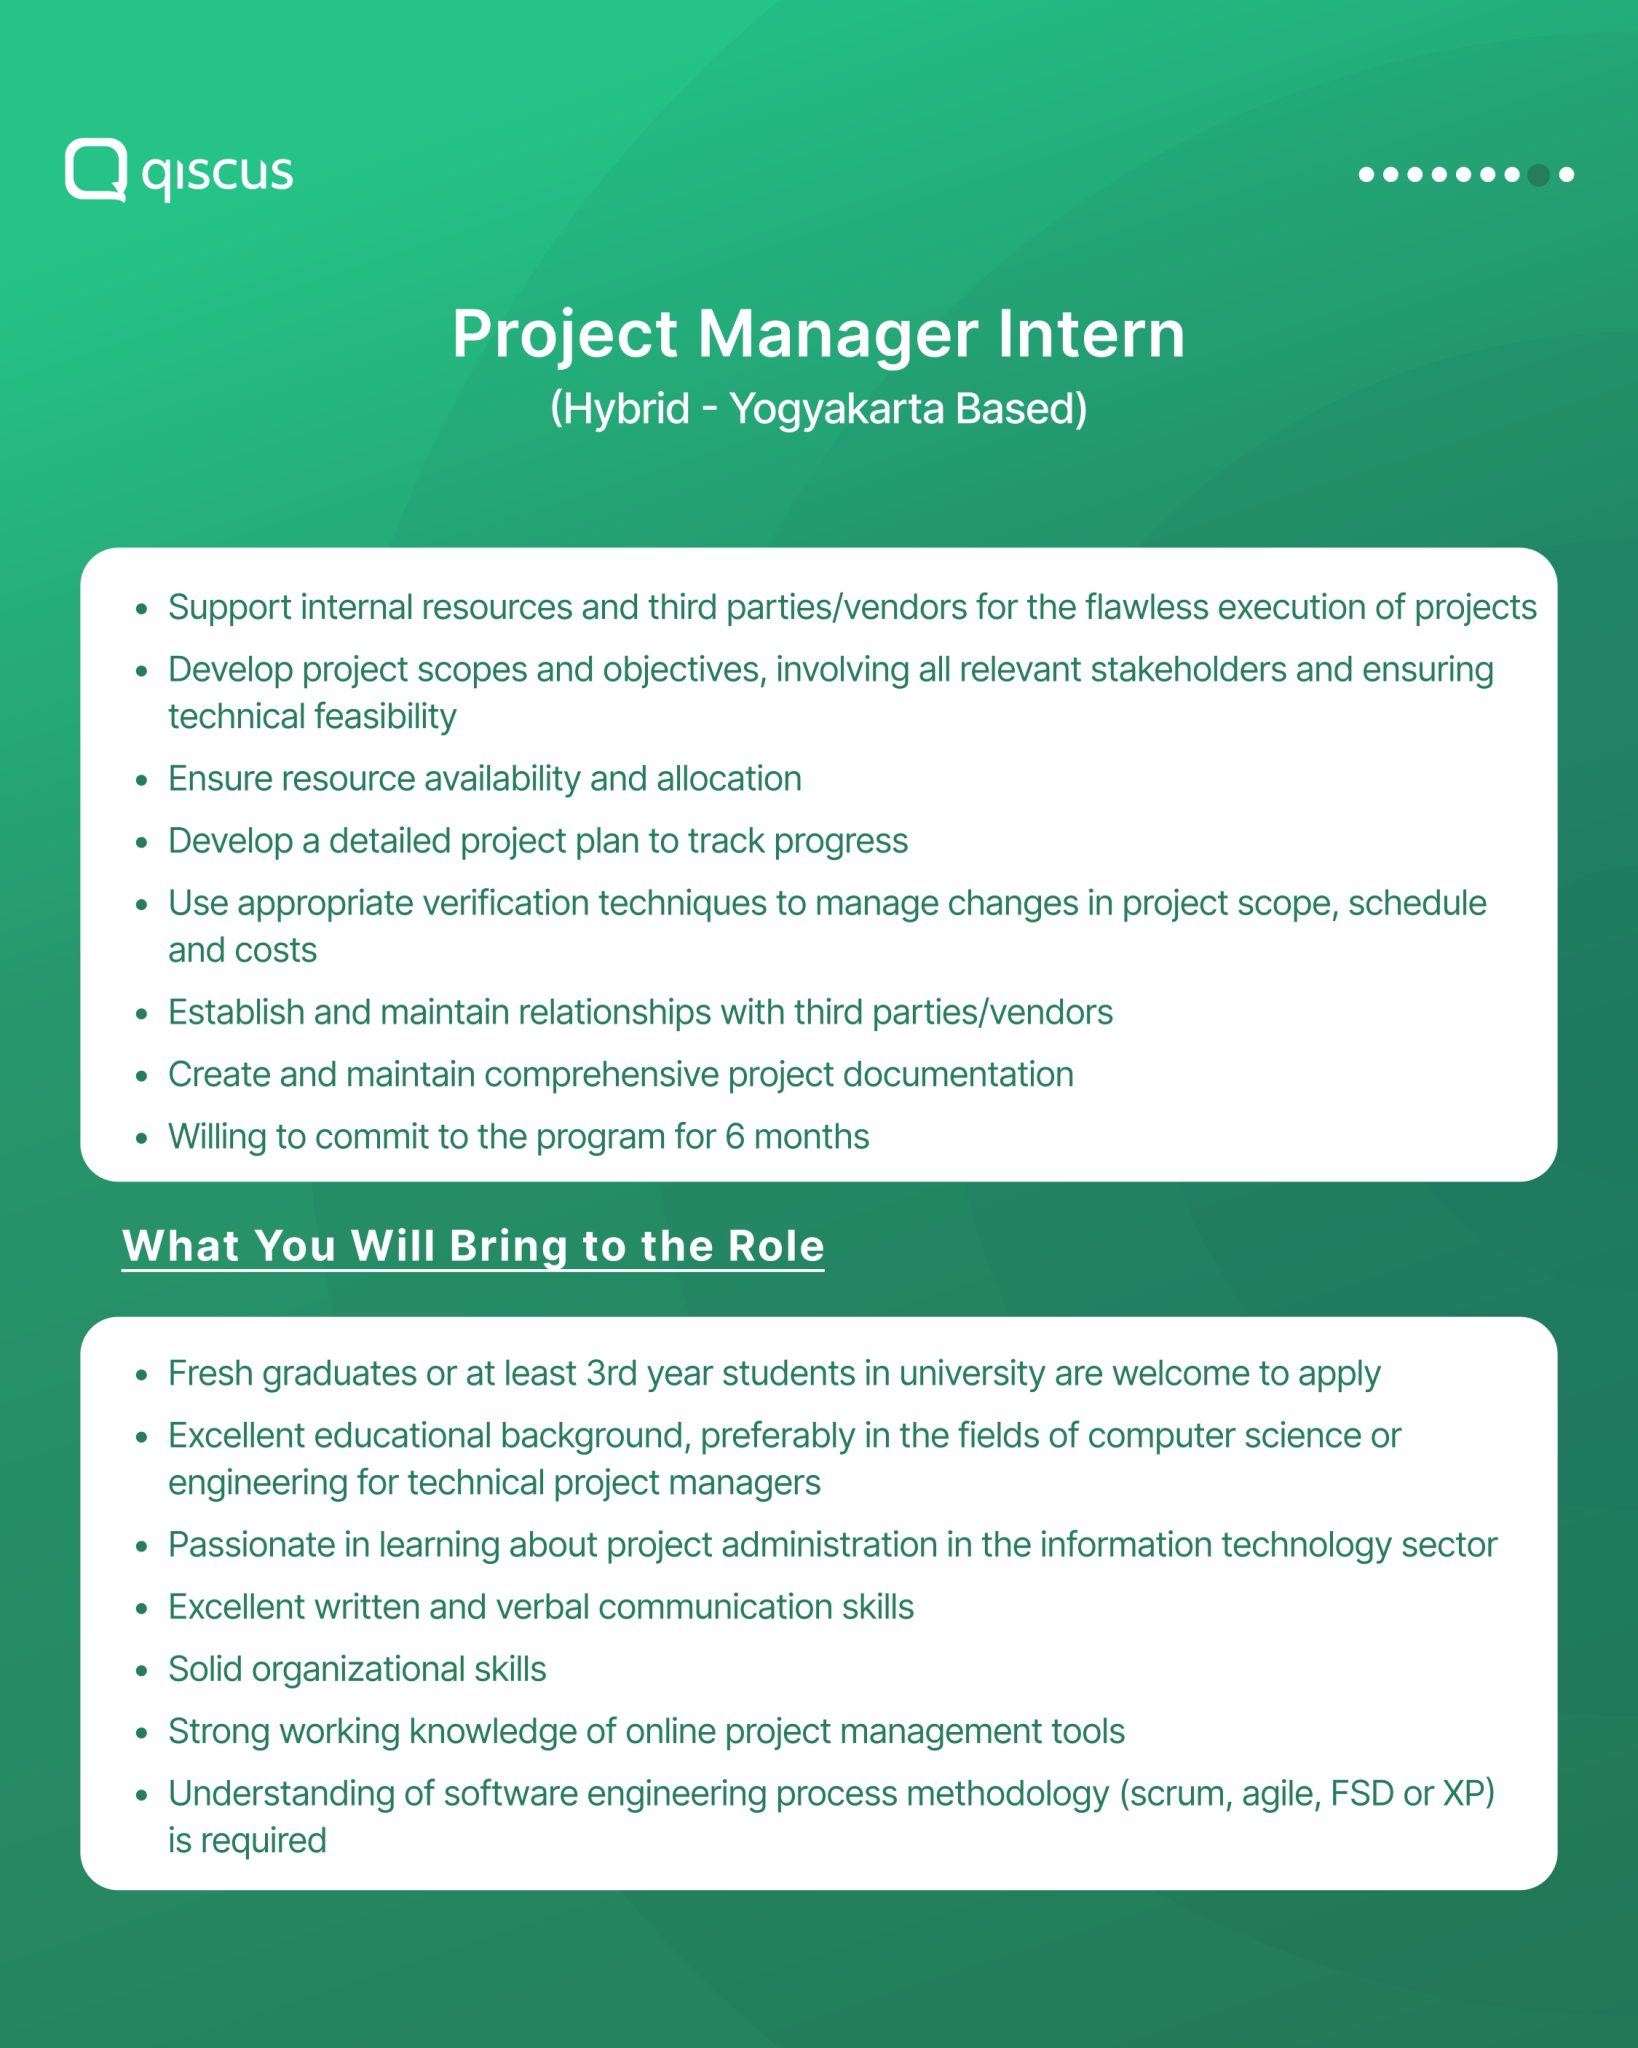 qiscus
Project Manager Intern
(Hybrid - Yogyakarta Based)
• Support internal resources and third parties/vendors for the flawless execution of projects
• Develop project scopes and objectives, involving all relevant stakeholders and ensuring
technical feasibility
• Ensure resource availability and allocation
• Develop a detailed project plan to track progress
• Use appropriate verification techniques to manage changes in project scope, schedule
and costs
• Establish and maintain relationships with third parties/vendors
• Create and maintain comprehensive project documentation
• Willing to commit to the program for 6 months
What You Will Bring to the Role
• Fresh graduates or at least 3rd year students in university are welcome to apply
• Excellent educational background, preferably in the fields of computer science or
engineering for technical project managers
• Passionate in learning about project administration in the information technology sector
• Excellent written and verbal communication skills
• Solid organizational skills
• Strong working knowledge of online project management tools
• Understanding of software engineering process methodology (scrum, agile, FSD or XP)
is required